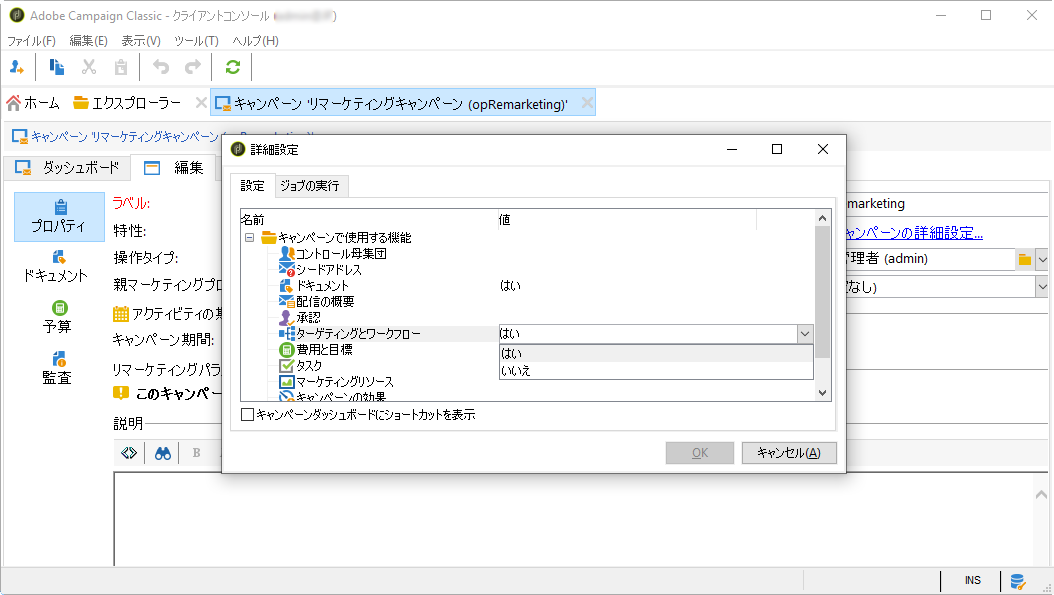 Adobe Campaign Classic - クライアントコンソール
ファイル(F) 編集(E) 表示(V) ツール(T) ヘルプ(H)
ホーム エクスプローラー キャンペーン 'リマーケティングキャンペーン (opRemarketing)'
キャンペーン 'リマーケティングキャンペーン
ダッシュボード 編集
プロパティ
ドキュメント
予算
監査
ラベル:
特性:
操作タイプ:
親マーケティングプロ
アクティビティの
キャンペーン期間:
リマーケティングパラ
このキャンペー
説明
B
marketing
ャンペーンの詳細設定...
管理者 (admin)
なし)
詳細設定
設定 ジョブの実行
名前 値
キャンペーンで使用する機能
コントロール母集団
シードアドレス
ドキュメント はい
配信の概要
承認
ターゲティングとワークフロー はい
費用と目標 はい
タスク いいえ
マーケティングリソース
キャンペーンの効果
キャンペーンダッシュボードにショートカットを表示
OK キャンセル(A)
INS